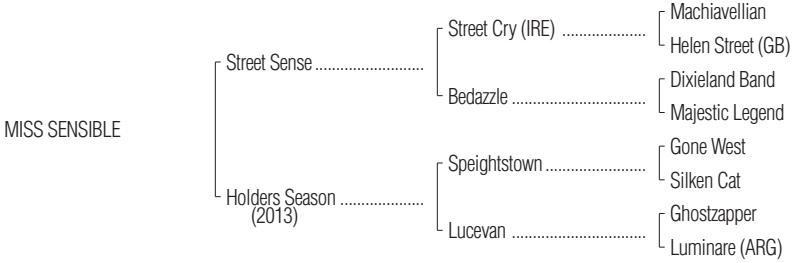 Machiavellian
Street Cry (IRE) ....................
Helen Street (GB)
Street Sense ..........................
Dixieland Band
Bedazzle ................................
Majestic Legend
MISS SENSIBLE
Gone West
Speightstown ........................
Silken Cat
Holders Season ....................
(2013)
Ghostzapper
Lucevan ................................
Luminare (ARG)